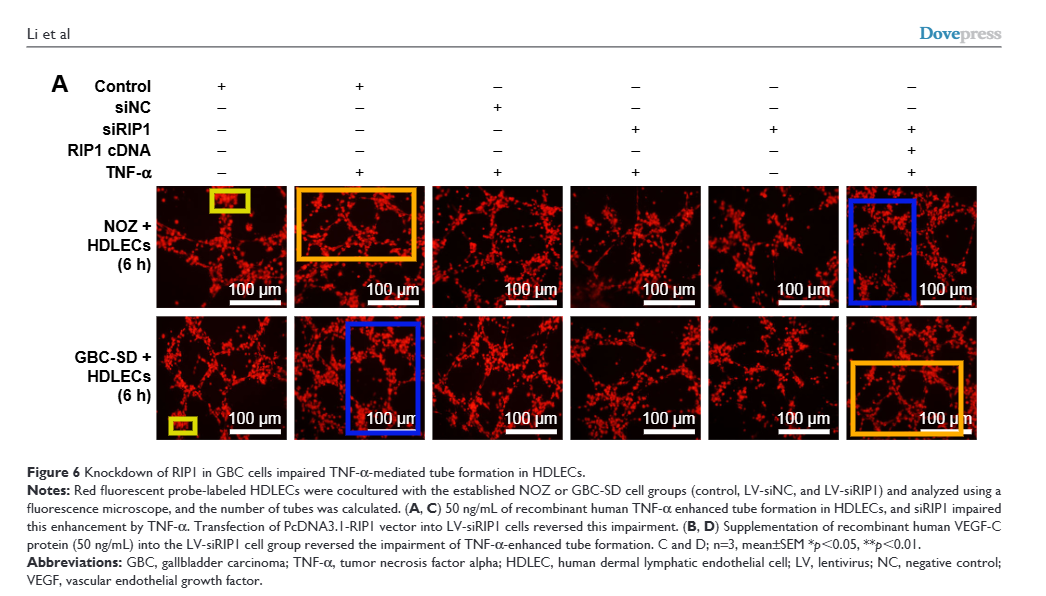 Li et al
Dovepress
A
Control + + – – – –
siNC – – + – – –
siRIP1 – – – + + +
RIP1 cDNA – – – – – +
TNF-α – + + + – +
NOZ +
HDLECs
(6 h)
100 µm 100 µm 100 µm 100 µm 100 µm 100 µm
GBC-SD +
HDLECs
(6 h)
100 µm 100 µm 100 µm 100 µm 100 µm 100 µm
Figure 6 Knockdown of RIP1 in GBC cells impaired TNF-α-mediated tube formation in HDLECs.
Notes: Red fluorescent probe-labeled HDLECs were cocultured with the established NOZ or GBC-SD cell groups (control, LV-siNC, and LV-siRIP1) and analyzed using a
fluorescence microscope, and the number of tubes was calculated. (A, C) 50 ng/mL of recombinant human TNF-α enhanced tube formation in HDLECs, and siRIP1 impaired
this enhancement by TNF-α. Transfection of PcDNA3.1-RIP1 vector into LV-siRIP1 cells reversed this impairment. (B, D) Supplementation of recombinant human VEGF-C
protein (50 ng/mL) into the LV-siRIP1 cell group reversed the impairment of TNF-α-enhanced tube formation. C and D; n=3, mean±SEM *p<0.05, **p<0.01.
Abbreviations: GBC, gallbladder carcinoma; TNF-α, tumor necrosis factor alpha; HDLEC, human dermal lymphatic endothelial cell; LV, lentivirus; NC, negative control;
VEGF, vascular endothelial growth factor.